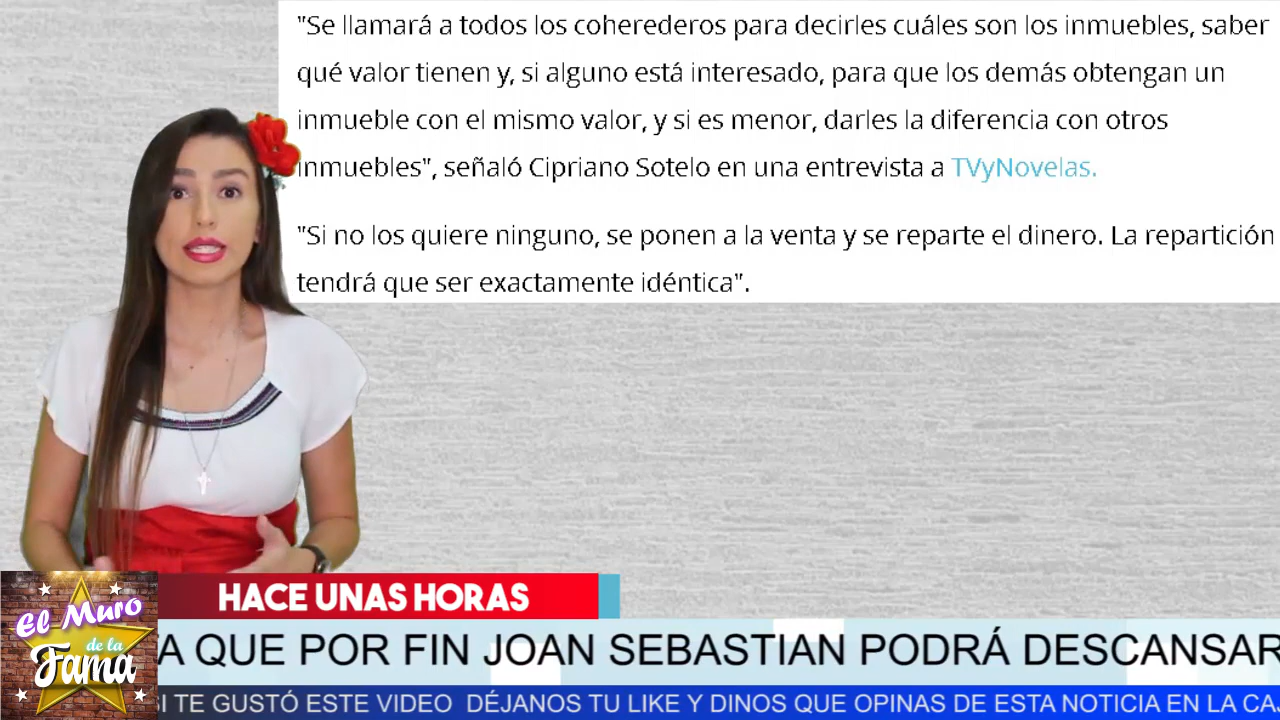 "Se llamará a todos los coherederos para decirles cuáles son los inmuebles, saber
qué valor tienen y, si alguno está interesado, para que los demás obtengan un
inmueble con el mismo valor, y si es menor, darles la diferencia con otros
inmuebles", señaló Cipriano Sotelo en una entrevista a TVyNovelas.
"Si no los quiere ninguno, se ponen a la venta y se reparte el dinero. La repartición
tendrá que ser exactamente idéntica".
HACE UNAS HORAS
El Muro
de la
Fama
A QUE POR FIN JOAN SEBASTIAN PODRÁ DESCANSAR
SI TE GUSTÓ ESTE VIDEO DÉJANOS TU LIKE Y DINOS QUE OPINAS DE ESTA NOTICIA EN LA CAJ